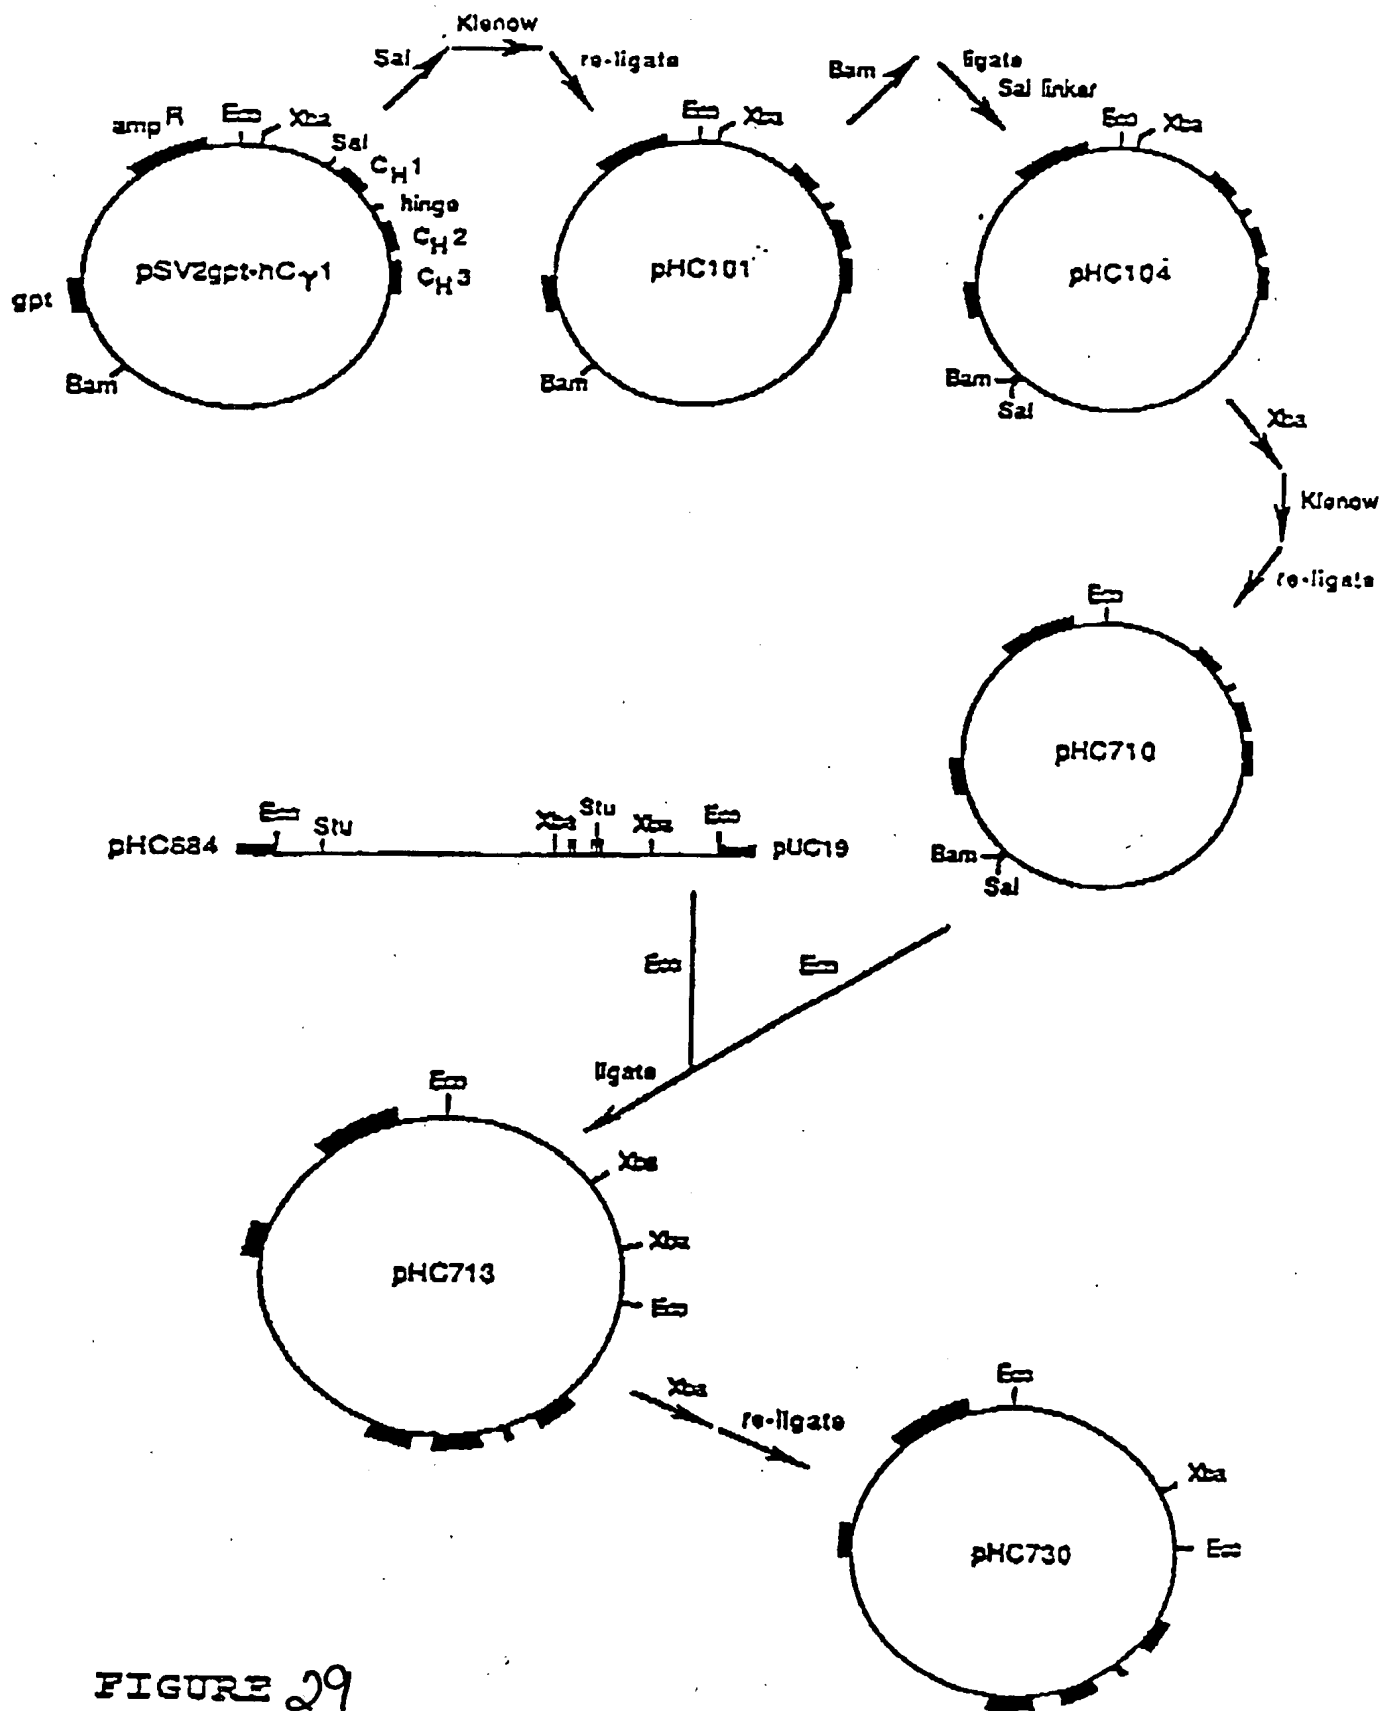 Klenow
Sal
re-ligate
Bam
ligate
Sal linker
amp R
Eco
Xba
Sal
CH1
hinge
CH2
CH3
pSV2gpt-hCγ1
gpt
Bam
Eco
Xba
pHC101
Bam
Eco
Xba
pHC104
Bam
Sal
Xba
Klenow
re-ligate
Eco
pHC710
Bam
Sal
pHC684
Eco
Stu
Xba
Stu
Xba
Eco
pUC19
Eco
Eco
ligate
Eco
Xba
Xba
Eco
pHC713
Xba
re-ligate
Eco
Xba
Eco
pHC730
FIGURE 29